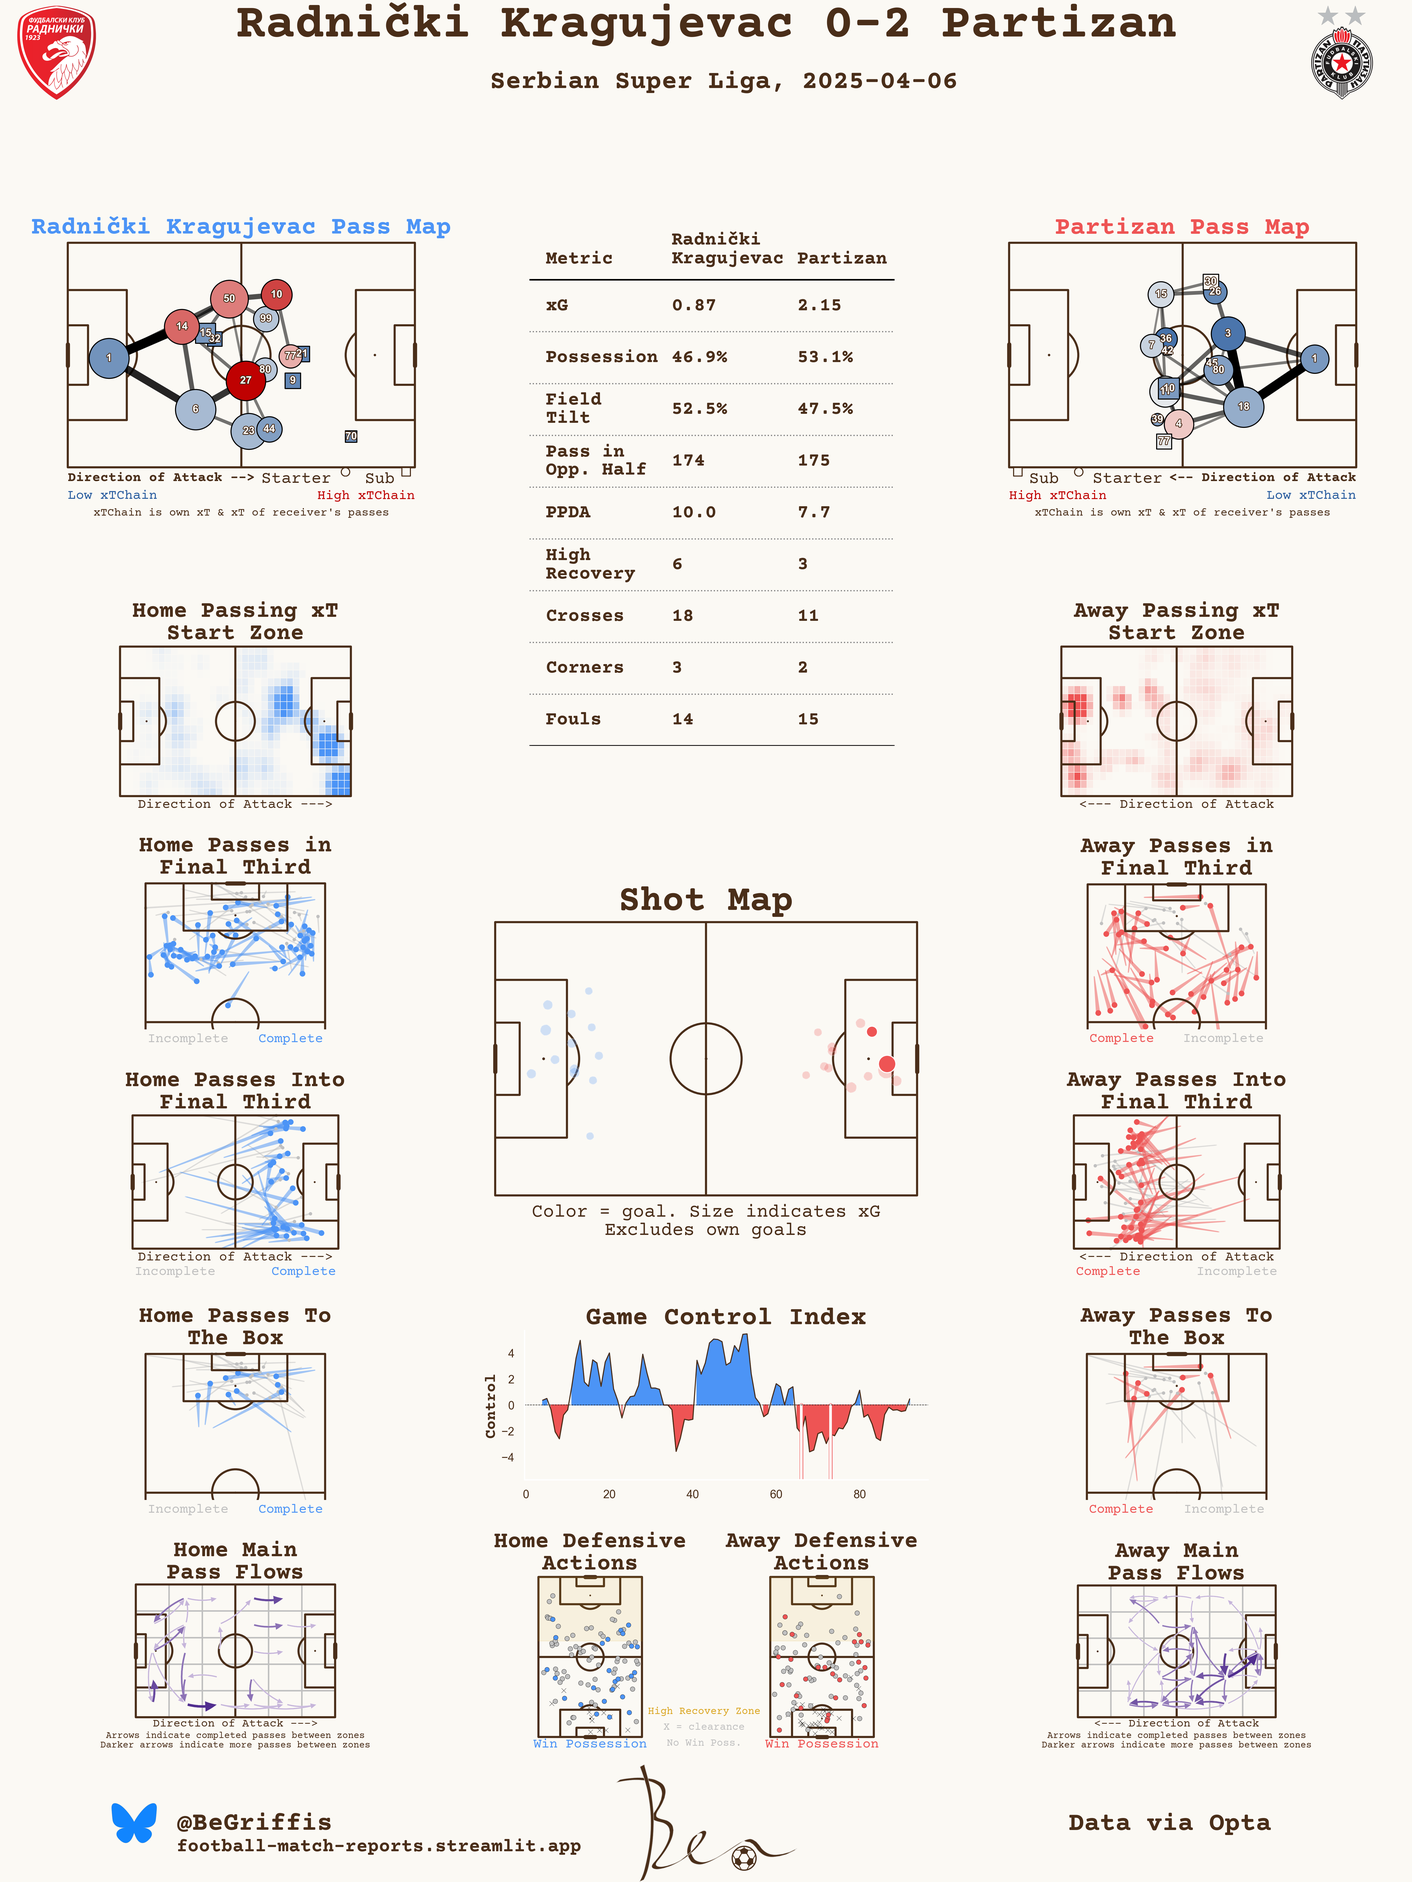 Radnički Kragujevac 0-2 Partizan
Serbian Super Liga, 2025-04-06
ФУДБАЛСКИ КЛУБ
РАДНИЧКИ
1923
PARTIZAN ПАРТИЗАН
FUDBALSKI
KLUB
Radnički Kragujevac Pass Map
1
14
6
50
10
99
15
32
77
21
80
27
9
23
44
70
Direction of Attack --> Starter Sub
Low xTChain High xTChain
xTChain is own xT & xT of receiver's passes
Metric Radnički Kragujevac Partizan
xG 0.87 2.15
Possession 46.9% 53.1%
Field Tilt 52.5% 47.5%
Pass in Opp. Half 174 175
PPDA 10.0 7.7
High Recovery 6 3
Crosses 18 11
Corners 3 2
Fouls 14 15
Partizan Pass Map
30
15
26
3
36
7
42
45
80
1
11
10
18
39
4
77
Sub Starter <-- Direction of Attack
High xTChain Low xTChain
xTChain is own xT & xT of receiver's passes
Home Passing xT
Start Zone
Direction of Attack --->
Away Passing xT
Start Zone
<--- Direction of Attack
Home Passes in
Final Third
Incomplete Complete
Away Passes in
Final Third
Complete Incomplete
Shot Map
Color = goal. Size indicates xG
Excludes own goals
Home Passes Into
Final Third
Direction of Attack --->
Incomplete Complete
Away Passes Into
Final Third
<--- Direction of Attack
Complete Incomplete
Home Passes To
The Box
Incomplete Complete
Game Control Index
Control
4
2
0
−2
−4
0 20 40 60 80
Away Passes To
The Box
Complete Incomplete
Home Main
Pass Flows
Direction of Attack --->
Arrows indicate completed passes between zones
Darker arrows indicate more passes between zones
Home Defensive
Actions
Win Possession
High Recovery Zone
X = clearance
No Win Poss.
Away Defensive
Actions
Win Possession
Away Main
Pass Flows
<--- Direction of Attack
Arrows indicate completed passes between zones
Darker arrows indicate more passes between zones
@BeGriffis
football-match-reports.streamlit.app
Ben
Data via Opta